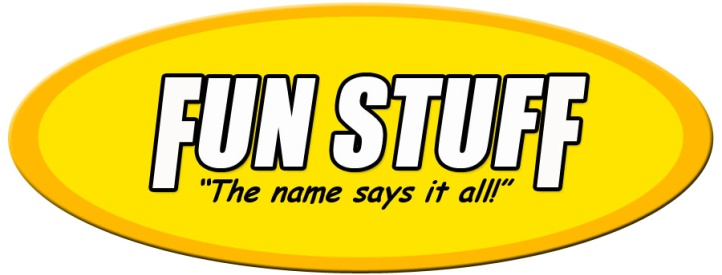 FUN STUFF
“The name says it all!”